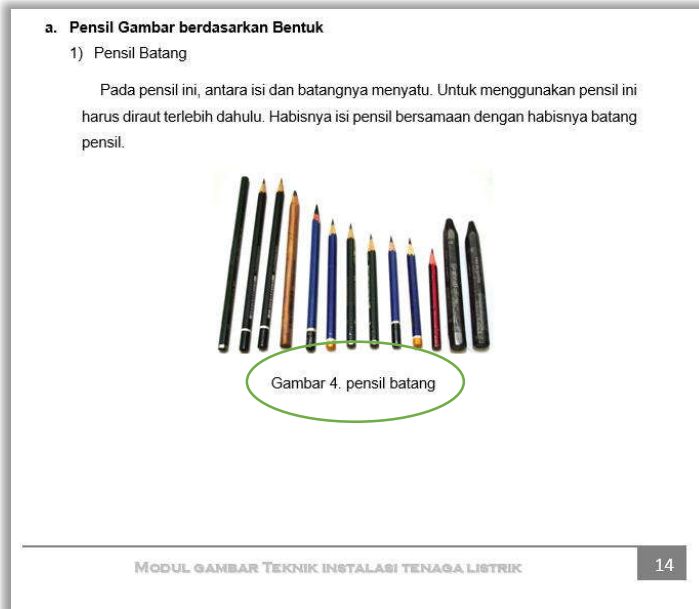 a. Pensil Gambar berdasarkan Bentuk
1) Pensil Batang
Pada pensil ini, antara isi dan batangnya menyatu. Untuk menggunakan pensil ini
harus diraut terlebih dahulu. Habisnya isi pensil bersamaan dengan habisnya batang
pensil.
Gambar 4. pensil batang
MODUL GAMBAR TEKNIK INSTALASI TENAGA LISTRIK
14